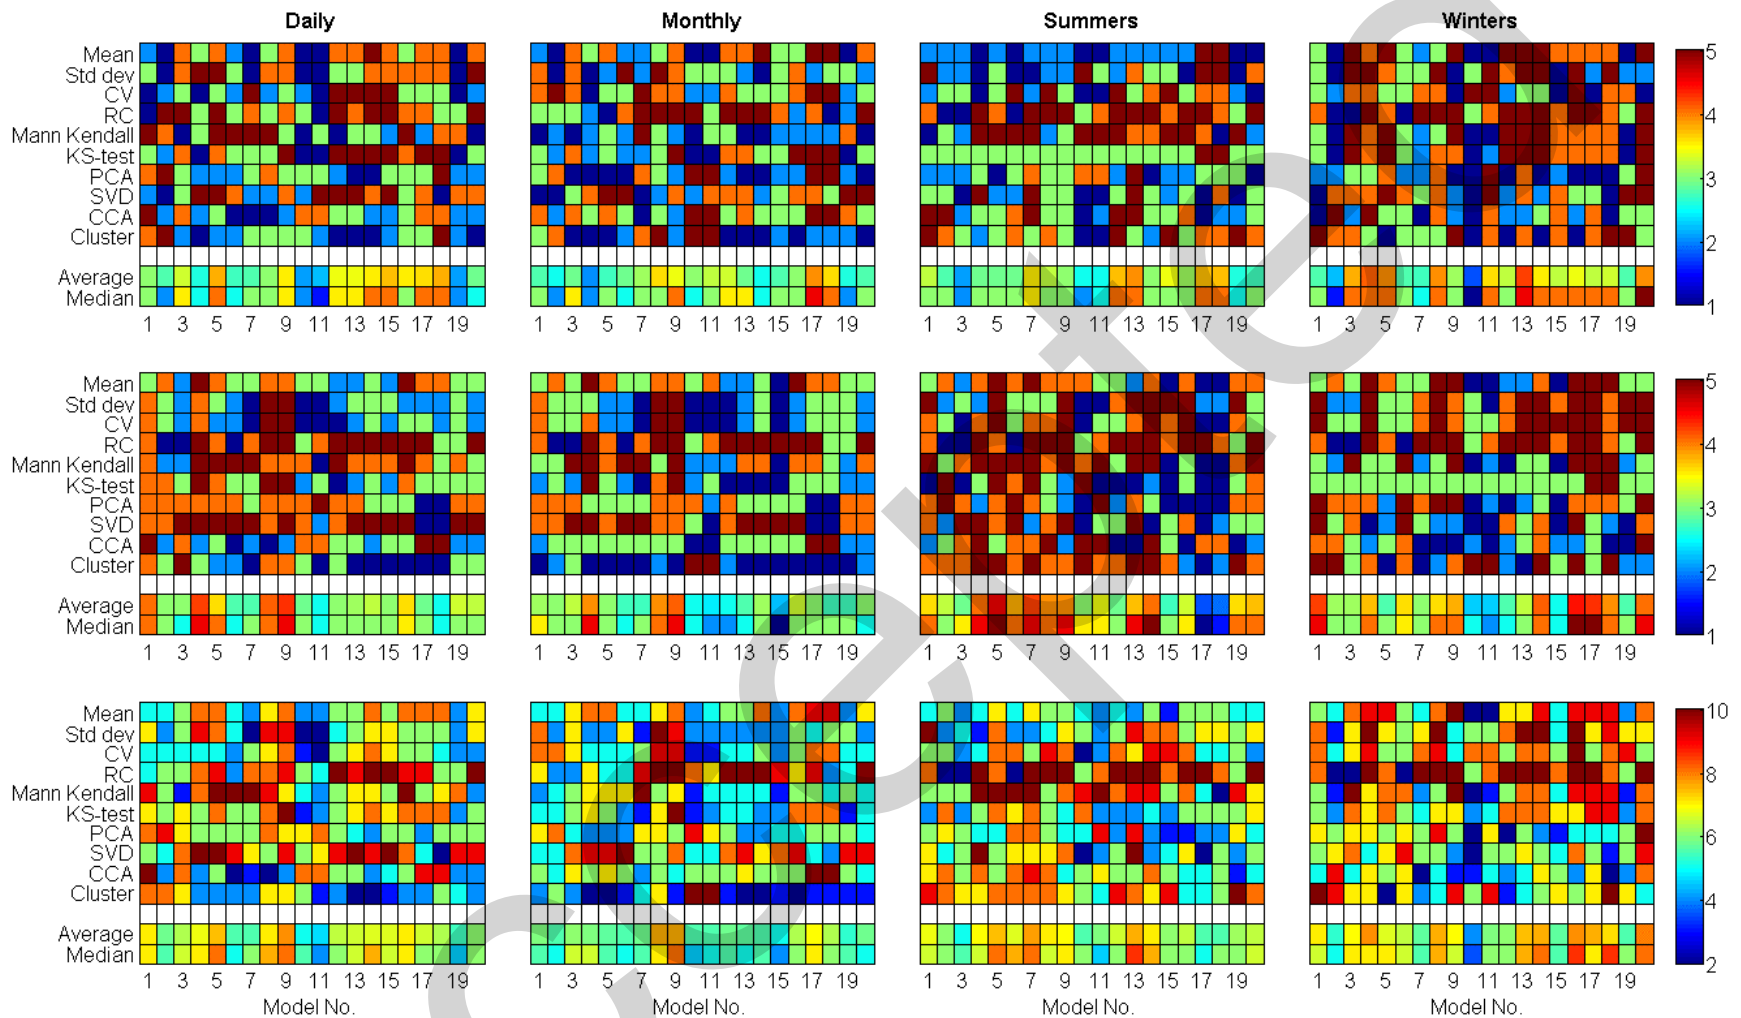 Daily Monthly Summers Winters
Mean
Std dev
CV
RC
Mann Kendall
KS-test
PCA
SVD
CCA
Cluster
Average
Median
1 3 5 7 9 11 13 15 17 19
1 3 5 7 9 11 13 15 17 19
1 3 5 7 9 11 13 15 17 19
1 3 5 7 9 11 13 15 17 19
5
4
3
2
1
Mean
Std dev
CV
RC
Mann Kendall
KS-test
PCA
SVD
CCA
Cluster
Average
Median
1 3 5 7 9 11 13 15 17 19
1 3 5 7 9 11 13 15 17 19
1 3 5 7 9 11 13 15 17 19
1 3 5 7 9 11 13 15 17 19
5
4
3
2
1
Mean
Std dev
CV
RC
Mann Kendall
KS-test
PCA
SVD
CCA
Cluster
Average
Median
1 3 5 7 9 11 13 15 17 19
1 3 5 7 9 11 13 15 17 19
1 3 5 7 9 11 13 15 17 19
1 3 5 7 9 11 13 15 17 19
10
8
6
4
2
Model No. Model No. Model No. Model No.